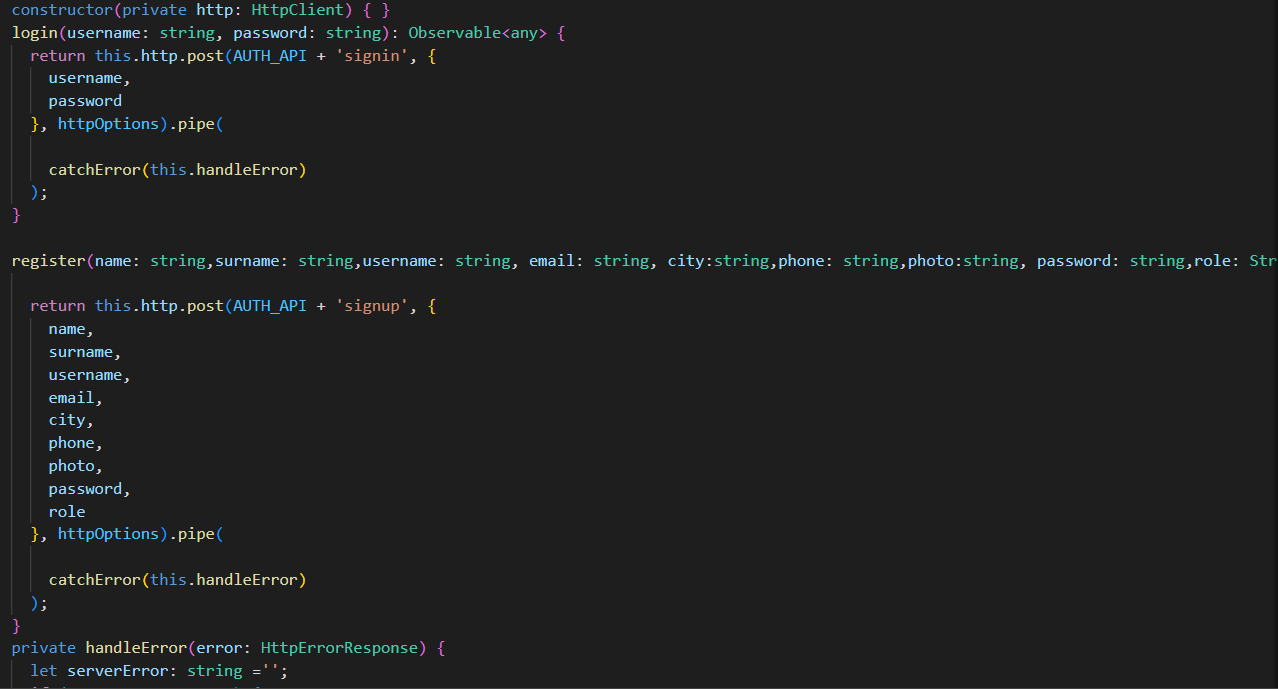 constructor(private http: HttpClient) { }
login(username: string, password: string): Observable<any> {
return this.http.post(AUTH_API + 'signin', {
username,
password
}, httpOptions).pipe(
catchError(this.handleError)
);
}
register(name: string,surname: string,username: string, email: string, city:string,phone: string,photo:string, password: string,role: Str
return this.http.post(AUTH_API + 'signup', {
name,
surname,
username,
email,
city,
phone,
photo,
password,
role
}, httpOptions).pipe(
catchError(this.handleError)
);
}
private handleError(error: HttpErrorResponse) {
let serverError: string ='';